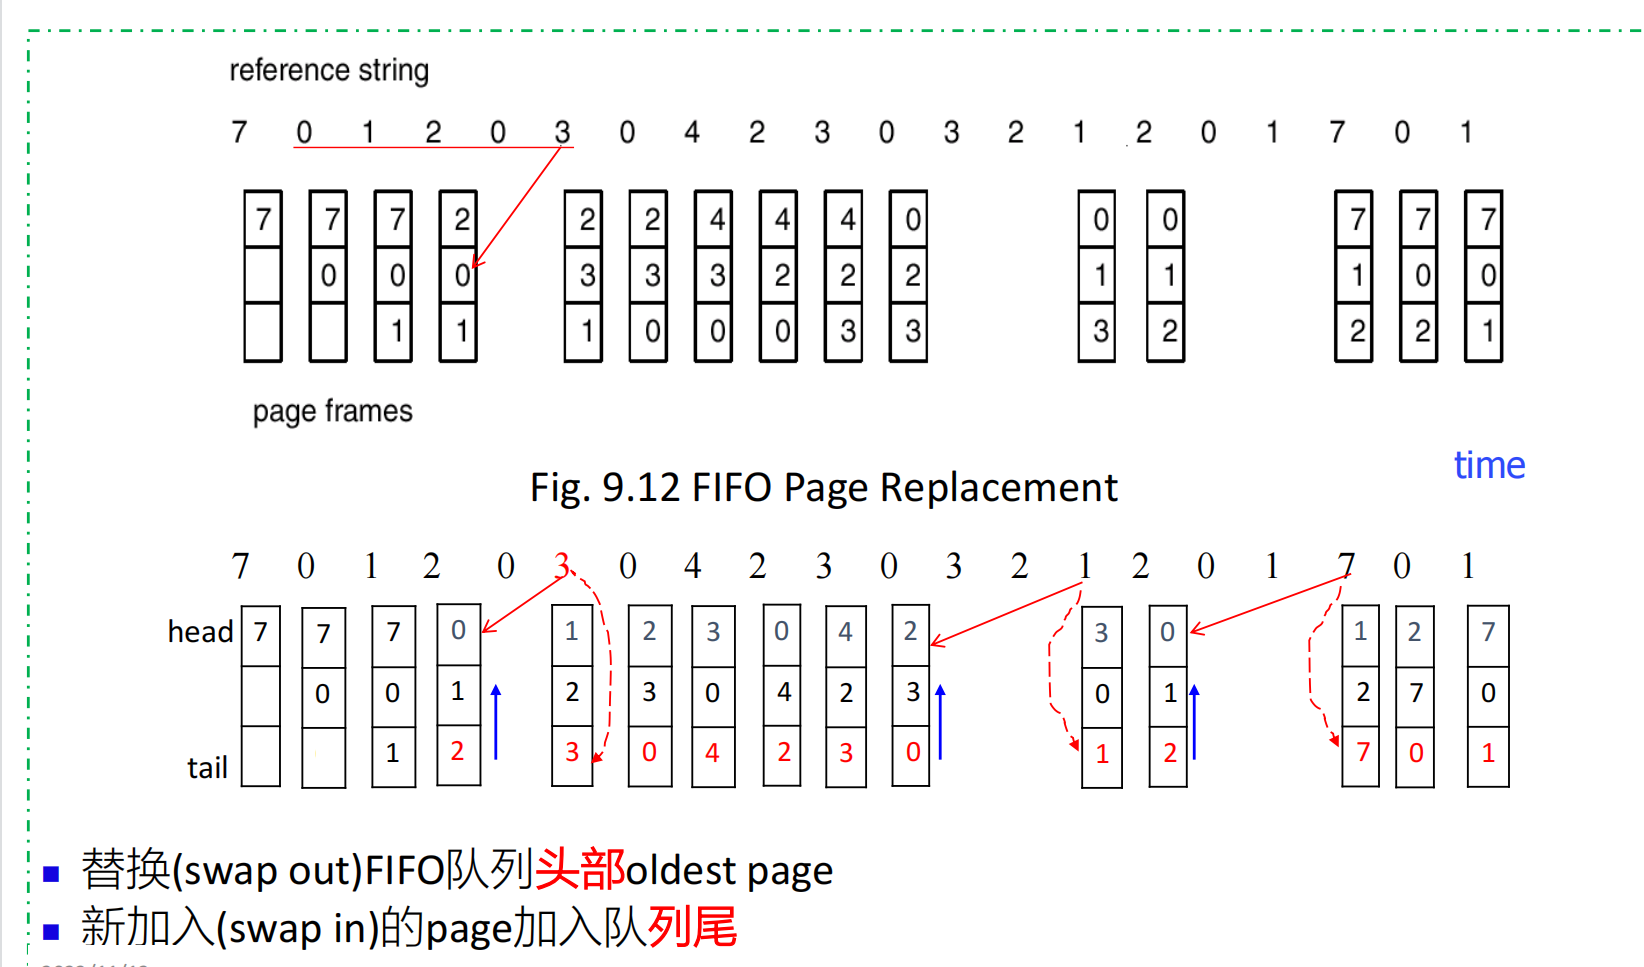 reference string
7 0 1 2 0 3 0 4 2 3 0 3 2 1 2 0 1 7 0 1
7 7 7 2 2 2 4 4 4 0 0 0 7 7 7
0 0 0 3 3 3 2 2 2 1 1 1 0 0
1 1 1 0 0 0 3 3 3 2 2 2 1
page frames
time
Fig. 9.12 FIFO Page Replacement
7 0 1 2 0 3 0 4 2 3 0 3 2 1 2 0 1 7 0 1
head 7 7 7 0 1 2 3 0 4 2 3 0 1 2 7
0 0 1 2 3 0 4 2 3 0 1 2 7 0
tail 1 2 3 0 4 2 3 0 1 2 7 0 1
替换(swap out)FIFO队列头部oldest page
新加入(swap in)的page加入队列尾